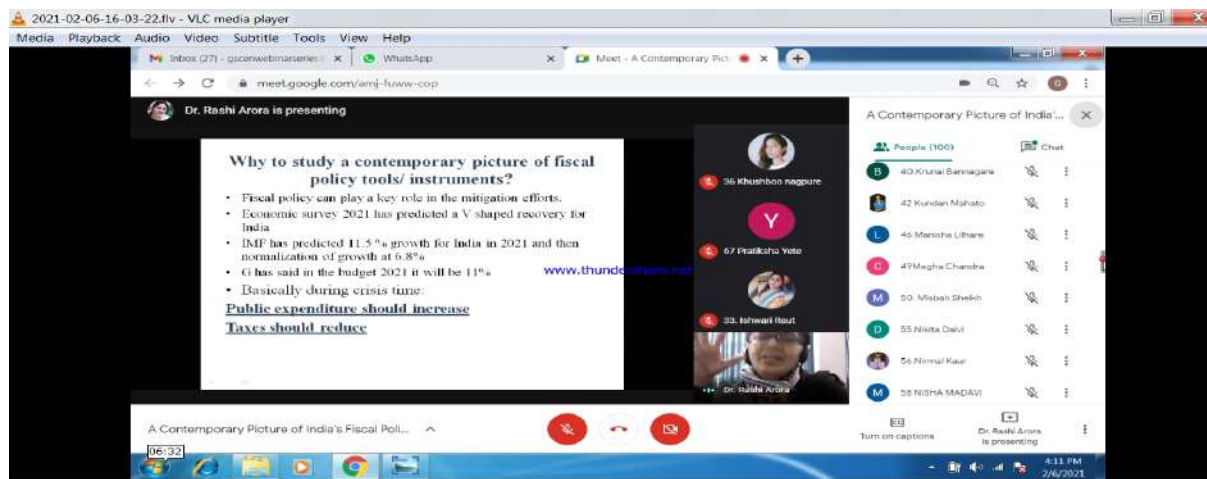 2021-02-06-16-03-22.flv - VLC media player
Media Playback Audio Video Subtitle Tools View Help
Inbox (27) - gscenwebinarseries
WhatsApp
Meet - A Contemporary Pict
meet.google.com/amj-fuww-cop
G
Dr. Rashi Arora is presenting
Why to study a contemporary picture of fiscal
policy tools/ instruments?
• Fiscal policy can play a key role in the mitigation efforts.
• Economic survey 2021 has predicted a V shaped recovery for
India
• IMF has predicted 11.5 % growth for India in 2021 and then
normalization of growth at 6.8%
• G has said in the budget 2021 it will be 11%
• Basically during crisis time:
Public expenditure should increase
Taxes should reduce
www.thundershare.net
36 Khushboo nagpure
Y
67 Pratiksha Yete
33. Ishwari Raut
Dr. Rashi Arora
A Contemporary Picture of India'...
People (100)
Chat
B
40.Krunal Bannagare
42 Kundan Mahato
L
46 Manisha Lilhare
C
49Megha Chandra
M
50. Misbah Sheikh
D
55.Nikita Dalvi
56.Nirmal Kaur
M
58 NISHA MADAVI
A Contemporary Picture of India's Fiscal Poli...
Turn on captions
Dr. Rashi Arora
is presenting
06:32
4:11 PM
2/6/2021